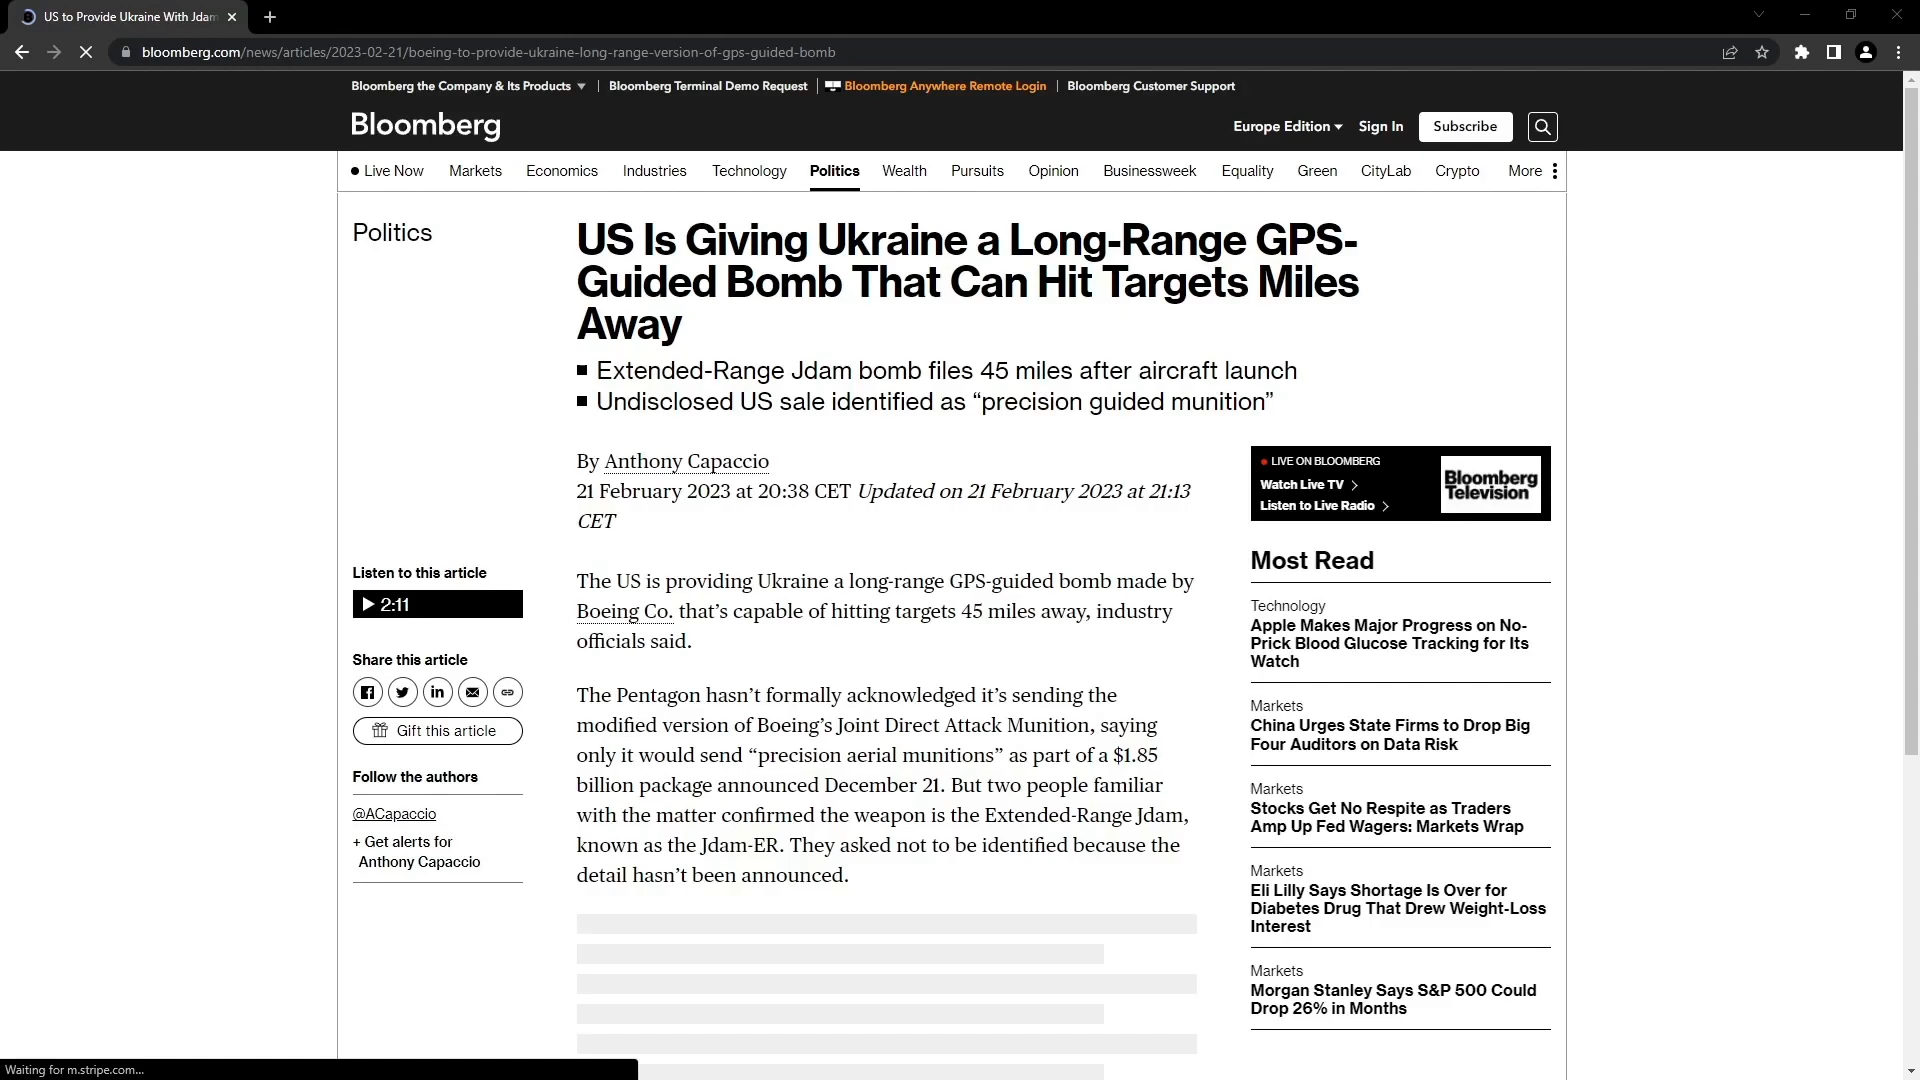 US to Provide Ukraine With Jdam
bloomberg.com/news/articles/2023-02-21/boeing-to-provide-ukraine-long-range-version-of-gps-guided-bomb
Bloomberg the Company & Its Products
Bloomberg Terminal Demo Request
Bloomberg Anywhere Remote Login
Bloomberg Customer Support
Bloomberg
Europe Edition
Sign In
Subscribe
Live Now
Markets
Economics
Industries
Technology
Politics
Wealth
Pursuits
Opinion
Businessweek
Equality
Green
CityLab
Crypto
More
Politics
US Is Giving Ukraine a Long-Range GPS-
Guided Bomb That Can Hit Targets Miles
Away
Extended-Range Jdam bomb files 45 miles after aircraft launch
Undisclosed US sale identified as “precision guided munition”
By Anthony Capaccio
21 February 2023 at 20:38 CET Updated on 21 February 2023 at 21:13
CET
Listen to this article
2:11
Share this article
Gift this article
Follow the authors
@ACapaccio
+ Get alerts for
Anthony Capaccio
The US is providing Ukraine a long-range GPS-guided bomb made by
Boeing Co. that’s capable of hitting targets 45 miles away, industry
officials said.
The Pentagon hasn’t formally acknowledged it’s sending the
modified version of Boeing’s Joint Direct Attack Munition, saying
only it would send “precision aerial munitions” as part of a $1.85
billion package announced December 21. But two people familiar
with the matter confirmed the weapon is the Extended-Range Jdam,
known as the Jdam-ER. They asked not to be identified because the
detail hasn’t been announced.
LIVE ON BLOOMBERG
Watch Live TV
Listen to Live Radio
Bloomberg
Television
Most Read
Technology
Apple Makes Major Progress on No-
Prick Blood Glucose Tracking for Its
Watch
Markets
China Urges State Firms to Drop Big
Four Auditors on Data Risk
Markets
Stocks Get No Respite as Traders
Amp Up Fed Wagers: Markets Wrap
Markets
Eli Lilly Says Shortage Is Over for
Diabetes Drug That Drew Weight-Loss
Interest
Markets
Morgan Stanley Says S&P 500 Could
Drop 26% in Months
Waiting for m.stripe.com...